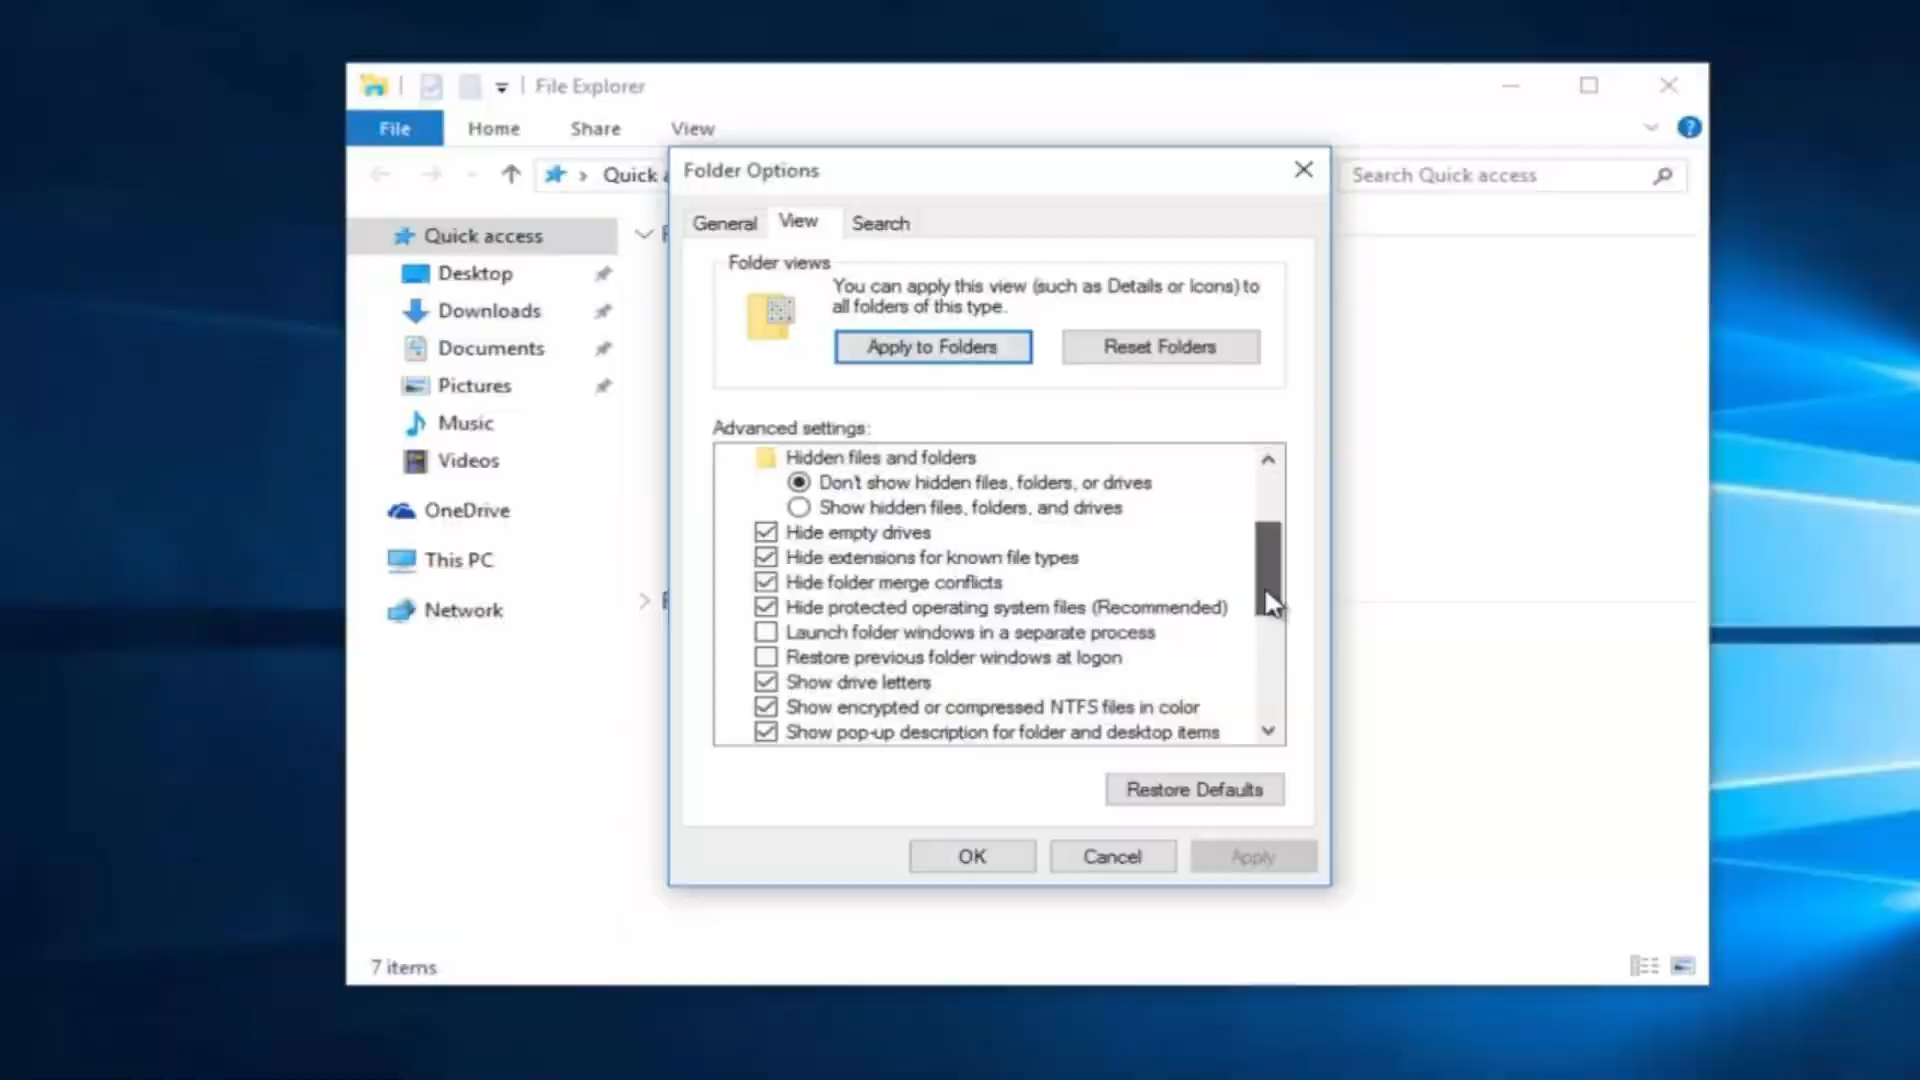 File Explorer
File Home Share View
Quick
Search Quick access
Quick access
Desktop
Downloads
Documents
Pictures
Music
Videos
OneDrive
This PC
Network
7 items
Folder Options
General View Search
Folder views
You can apply this view (such as Details or Icons) to
all folders of this type.
Apply to Folders Reset Folders
Advanced settings:
Hidden files and folders
Don't show hidden files, folders, or drives
Show hidden files, folders, and drives
Hide empty drives
Hide extensions for known file types
Hide folder merge conflicts
Hide protected operating system files (Recommended)
Launch folder windows in a separate process
Restore previous folder windows at logon
Show drive letters
Show encrypted or compressed NTFS files in color
Show pop-up description for folder and desktop items
Restore Defaults
OK Cancel Apply